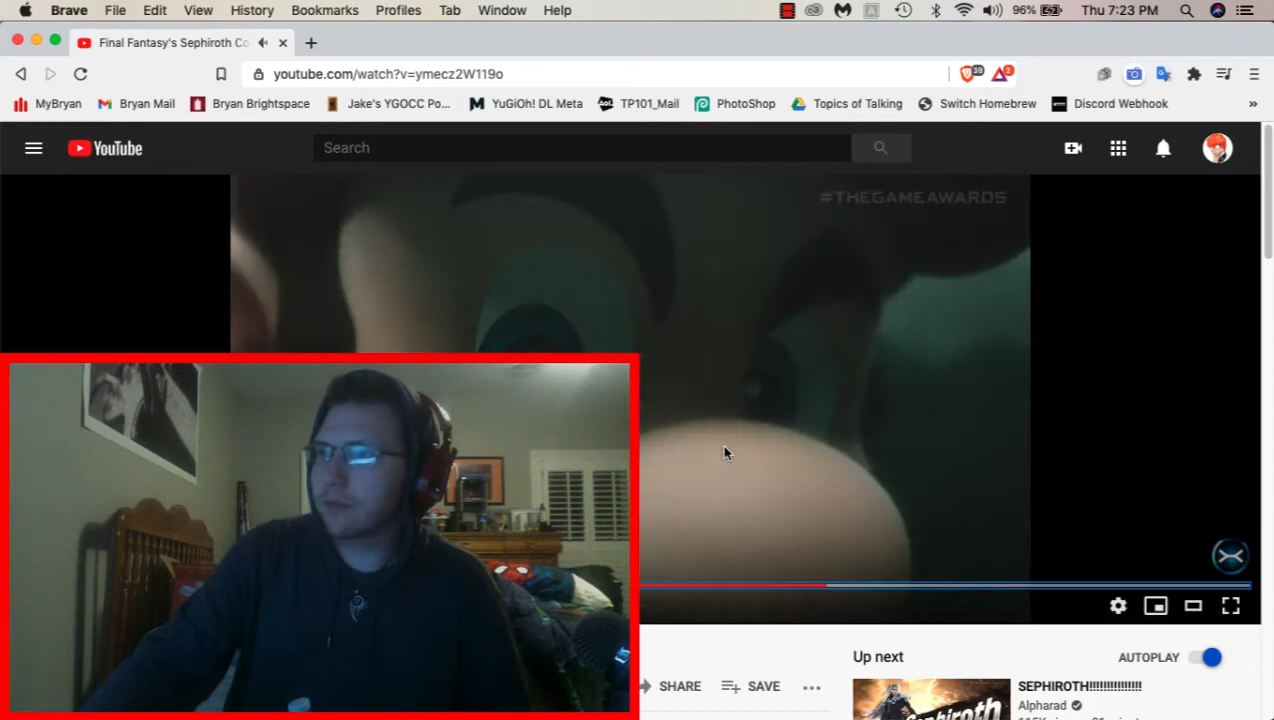 Brave File Edit View History Bookmarks Profiles Tab Window Help 96% Thu 7:23 PM
Final Fantasy's Sephiroth Co
youtube.com/watch?v=ymecz2W119o
MyBryan Bryan Mail Bryan Brightspace Jake's YGOCC Po... YuGiOh! DL Meta TP101_Mail PhotoShop Topics of Talking Switch Homebrew Discord Webhook »
YouTube Search
#THEGAMEAWARDS
SHARE SAVE
Up next AUTOPLAY
SEPHIROTH!!!!!!!!!!!!!!!
Alpharad
Sephiroth